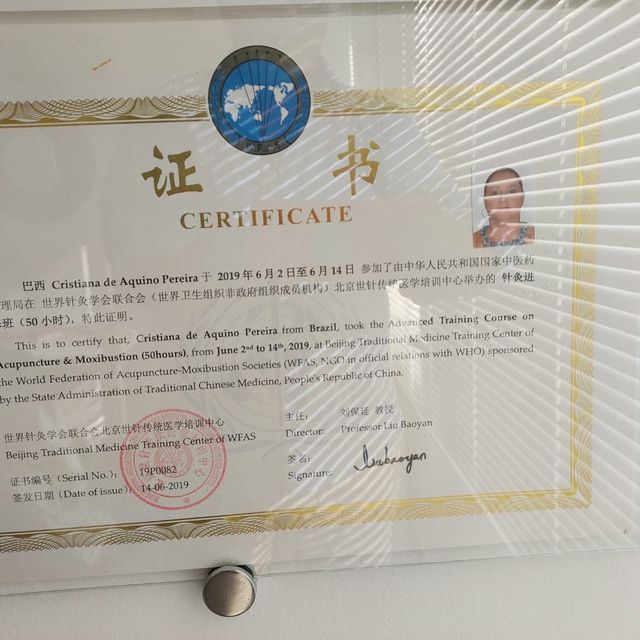 WFAS
证 书
CERTIFICATE
巴西 Cristiana de Aquino Pereira 于 2019年6月2日至6月14日 参加了由中华人民共和国国家中医药
理局在 世界针灸学会联合会（世界卫生组织非政府组织成员机构）北京世针传统医学培训中心举办的 针灸进
班（50 小时）, 特此证明。
This is to certify that, Cristiana de Aquino Pereira from Brazil, took the Advanced Training Course on
Acupuncture & Moxibustion (50hours), from June 2nd to 14th, 2019, at Beijing Traditional Medicine Training Center of
the World Federation of Acupuncture-Moxibustion Societies (WFAS, NGO in official relations with WHO) sponsored
by the State Administration of Traditional Chinese Medicine, People's Republic of China.
世界针灸学会联合会北京世针传统医学培训中心
Beijing Traditional Medicine Training Center of WFAS
证书编号 (Serial No.): 19P0082
签发日期 (Date of issue): 14-06-2019
主任: 刘保延 教授
Director: Professor Liu Baoyan
签名:
Signature: Liu baoyan